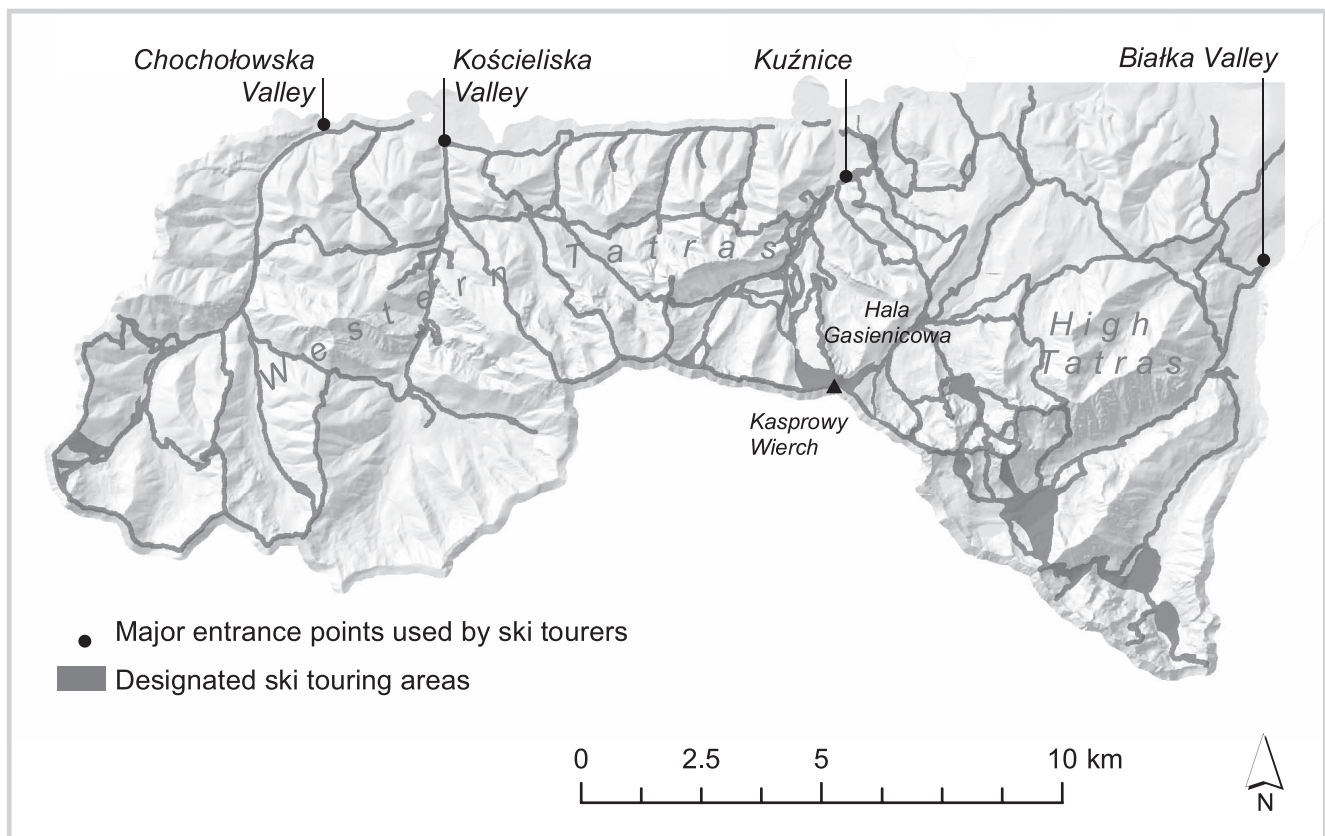 Chochołowska
Valley
Kościeliska
Valley
Kuźnice
Białka Valley
Western
Tatras
Hala
Gasienicowa
High
Tatras
Kasprowy
Wierch
Major entrance points used by ski tourers
Designated ski touring areas
0 2.5 5 10 km
N